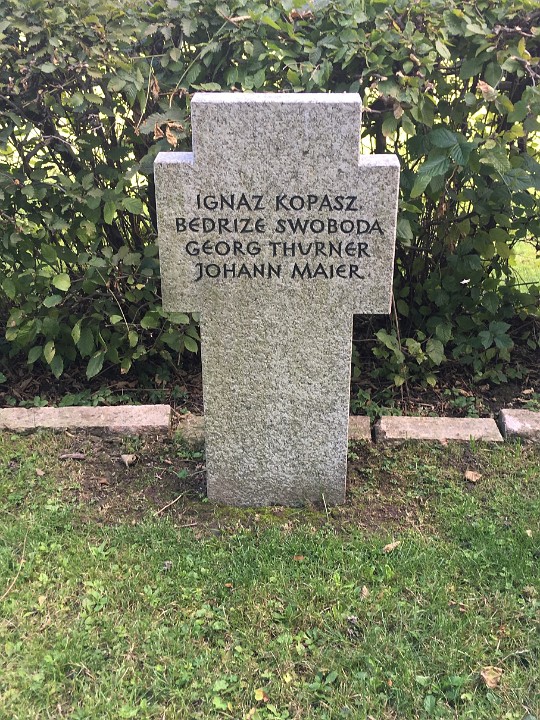 IGNAZ KOPASZ
BEDRIZE SWOBODA
GEORG THURNER
JOHANN MAIER